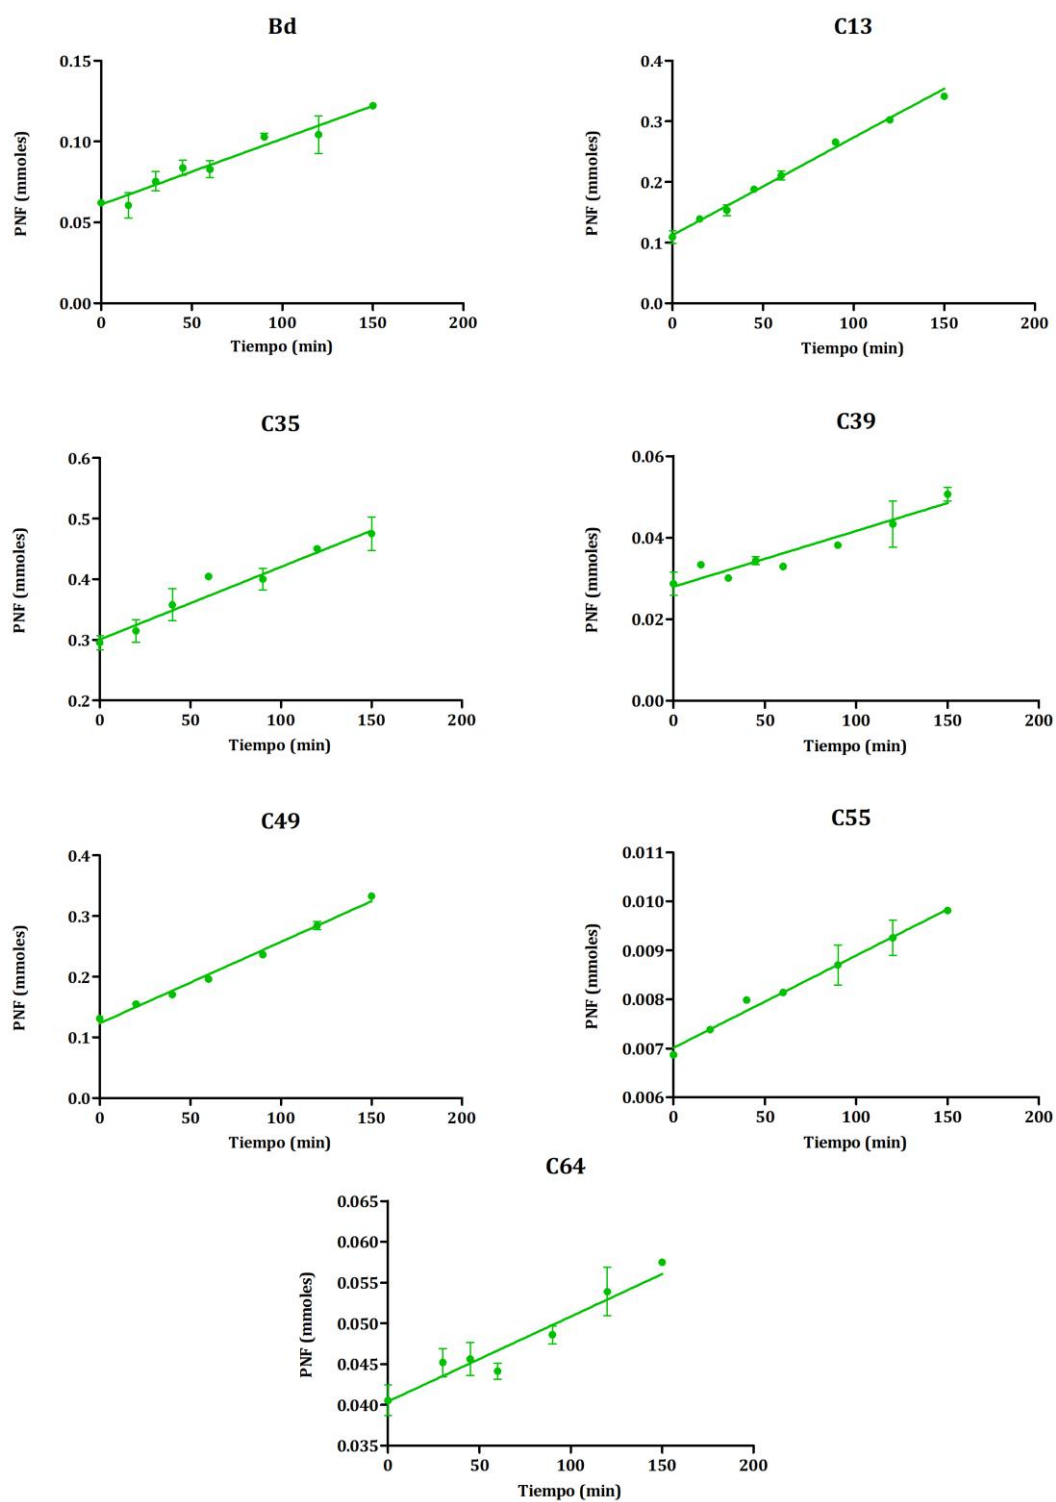 Bd
0.15
0.10
0.05
0.00
PNF (mmoles)
0 50 100 150 200
Tiempo (min)
C13
0.4
0.3
0.2
0.1
0.0
PNF (mmoles)
0 50 100 150 200
Tiempo (min)
C35
0.6
0.5
0.4
0.3
0.2
PNF (mmoles)
0 50 100 150 200
Tiempo (min)
C39
0.06
0.04
0.02
0.00
PNF (mmoles)
0 50 100 150 200
Tiempo (min)
C49
0.4
0.3
0.2
0.1
0.0
PNF (mmoles)
0 50 100 150 200
Tiempo (min)
C55
0.011
0.010
0.009
0.008
0.007
0.006
PNF (mmoles)
0 50 100 150 200
Tiempo (min)
C64
0.065
0.060
0.055
0.050
0.045
0.040
0.035
PNF (mmoles)
0 50 100 150 200
Tiempo (min)